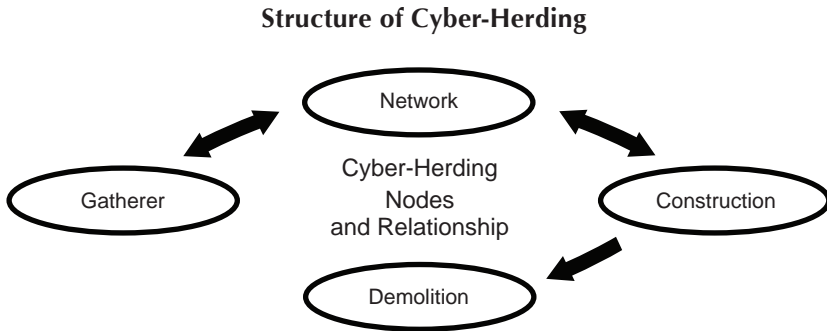 Structure of Cyber-Herding
Network
Cyber-Herding
Nodes
and Relationship
Gatherer
Construction
Demolition